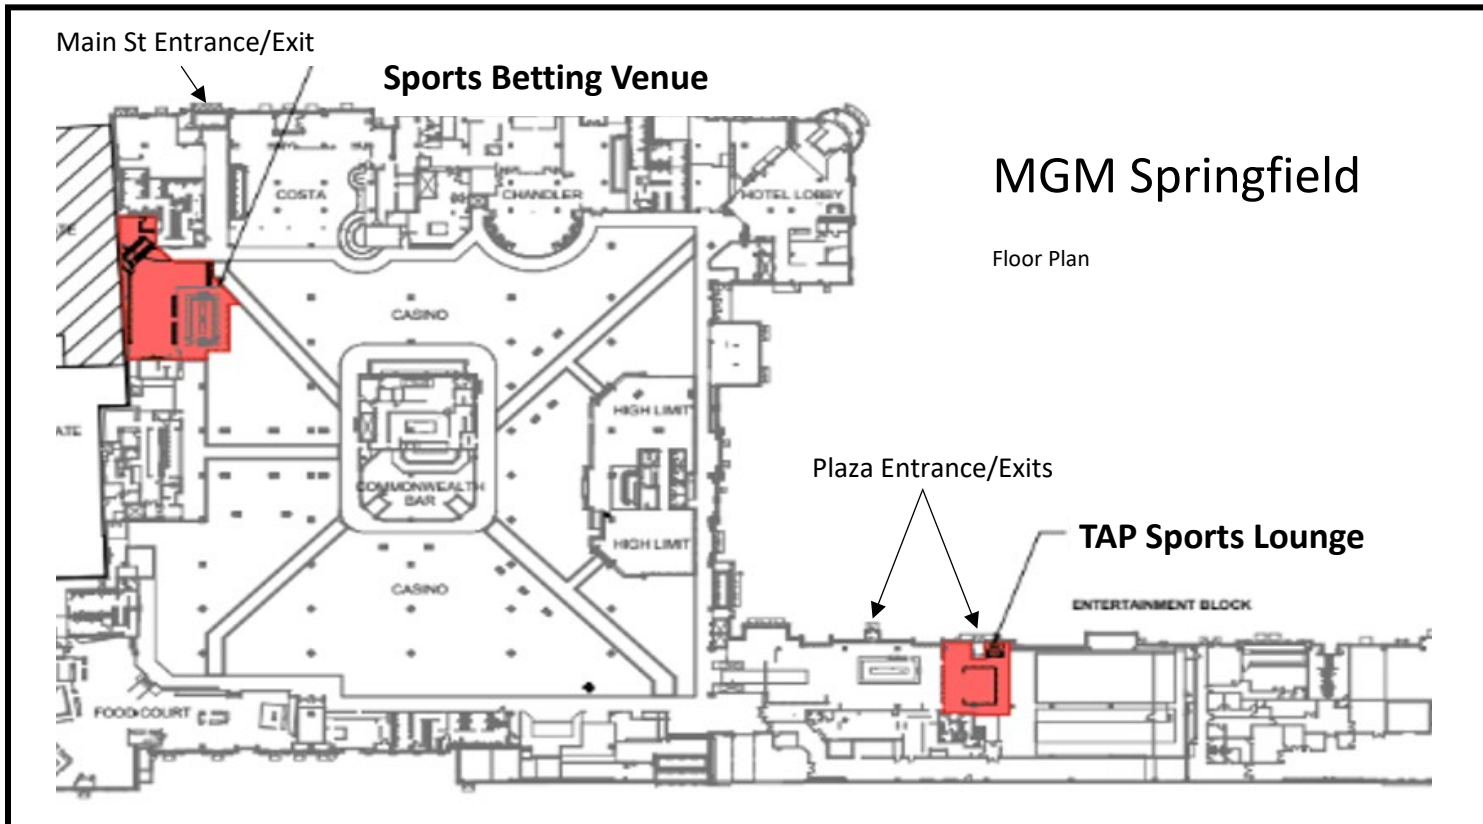 Main St Entrance/Exit
Sports Betting Venue
MGM Springfield
Floor Plan
COSTA
CHANDLER
HOTEL LOBBY
CASINO
HIGH LIMIT
COMMONWEALTH
BAR
HIGH LIMIT
CASINO
Plaza Entrance/Exits
TAP Sports Lounge
ENTERTAINMENT BLOCK
FOOD COURT